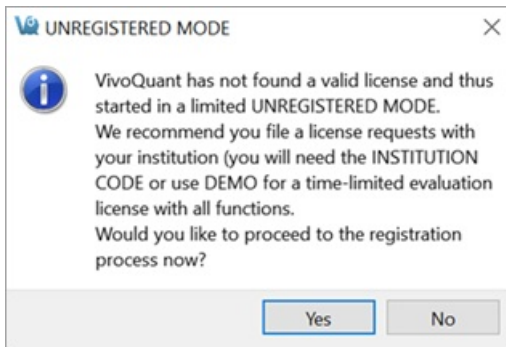 UNREGISTERED MODE
VivoQuant has not found a valid license and thus
started in a limited UNREGISTERED MODE.
We recommend you file a license requests with
your institution (you will need the INSTITUTION
CODE or use DEMO for a time-limited evaluation
license with all functions.
Would you like to proceed to the registration
process now?
Yes No